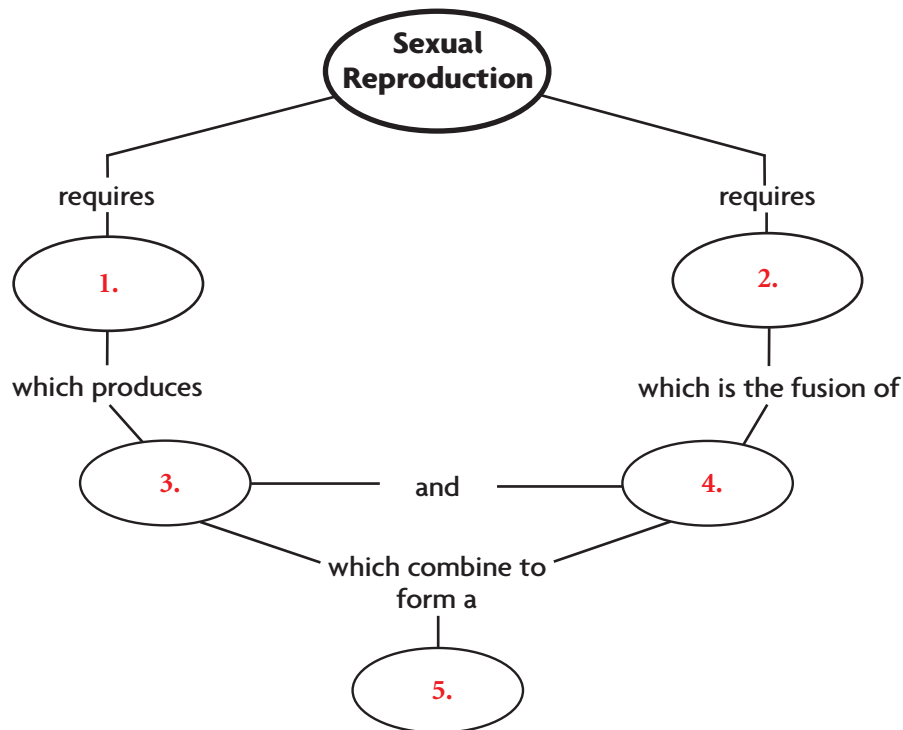 Sexual
Reproduction
requires
requires
1.
2.
which produces
which is the fusion of
3.
and
4.
which combine to
form a
5.